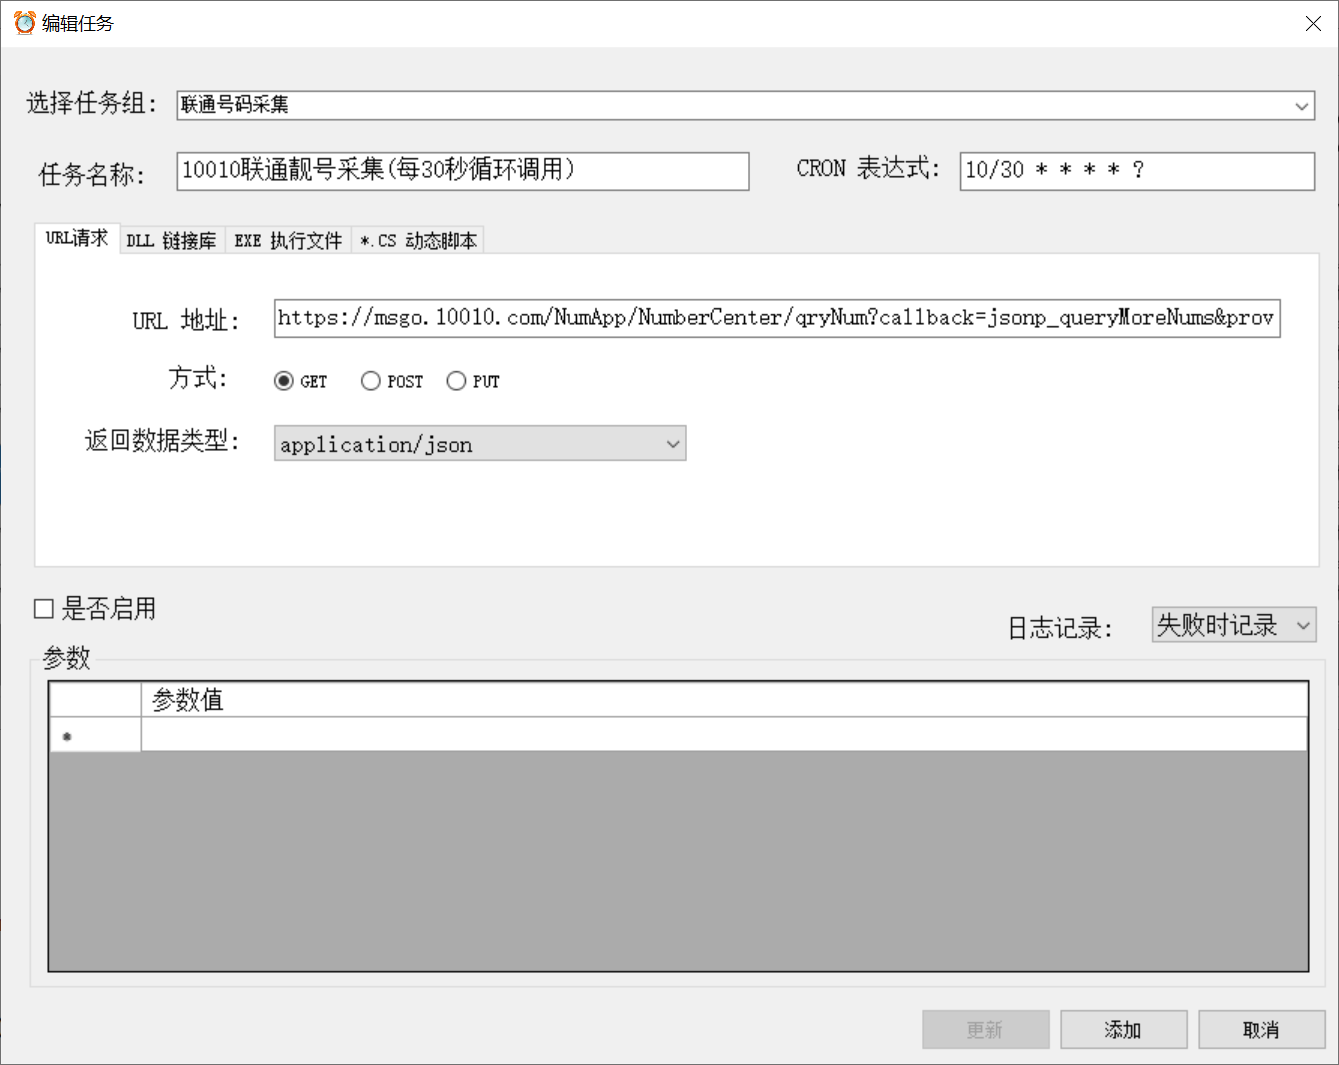 编辑任务
选择任务组: 联通号码采集
任务名称: 10010联通靓号采集(每30秒循环调用) CRON 表达式: 10/30 * * * * ?
URL请求 DLL 链接库 EXE 执行文件 *.CS 动态脚本
URL 地址: https://msgo.10010.com/NumApp/NumberCenter/qryNum?callback=jsonp_queryMoreNums&prov
方式: GET POST PUT
返回数据类型: application/json
是否启用
日志记录: 失败时记录
参数
参数值
*
更新 添加 取消